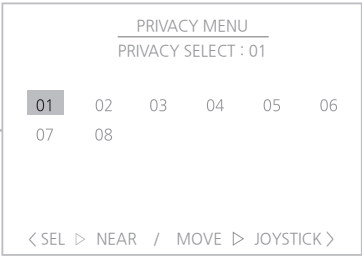 PRIVACY MENU
PRIVACY SELECT : 01
01 02 03 04 05 06
07 08
〈 SEL ▷ NEAR / MOVE ▷ JOYSTICK 〉